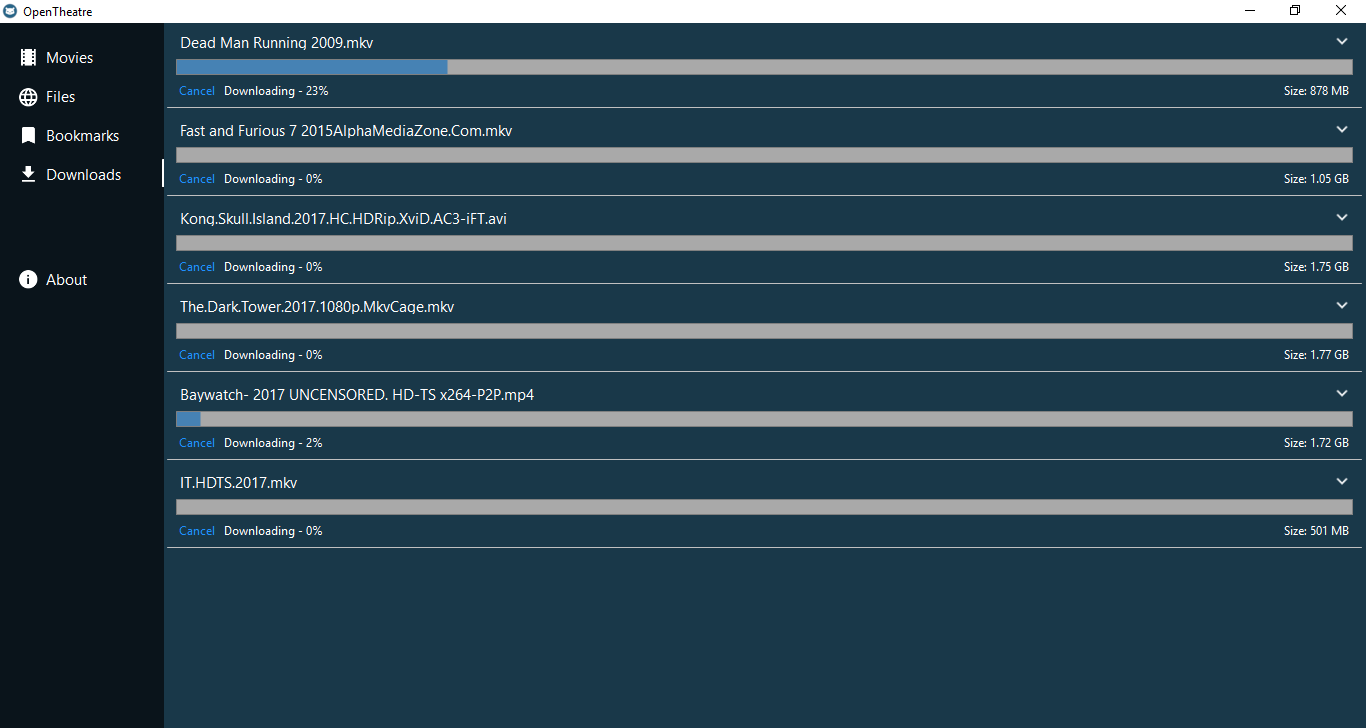 OpenTheatre
Movies
Files
Bookmarks
Downloads
About
Dead Man Running 2009.mkv
Cancel Downloading - 23% Size: 878 MB
Fast and Furious 7 2015AlphaMediaZone.Com.mkv
Cancel Downloading - 0% Size: 1.05 GB
Kong.Skull.Island.2017.HC.HDRip.XviD.AC3-iFT.avi
Cancel Downloading - 0% Size: 1.75 GB
The.Dark.Tower.2017.1080p.MkvCage.mkv
Cancel Downloading - 0% Size: 1.77 GB
Baywatch- 2017 UNCENSORED. HD-TS x264-P2P.mp4
Cancel Downloading - 2% Size: 1.72 GB
IT.HDTS.2017.mkv
Cancel Downloading - 0% Size: 501 MB